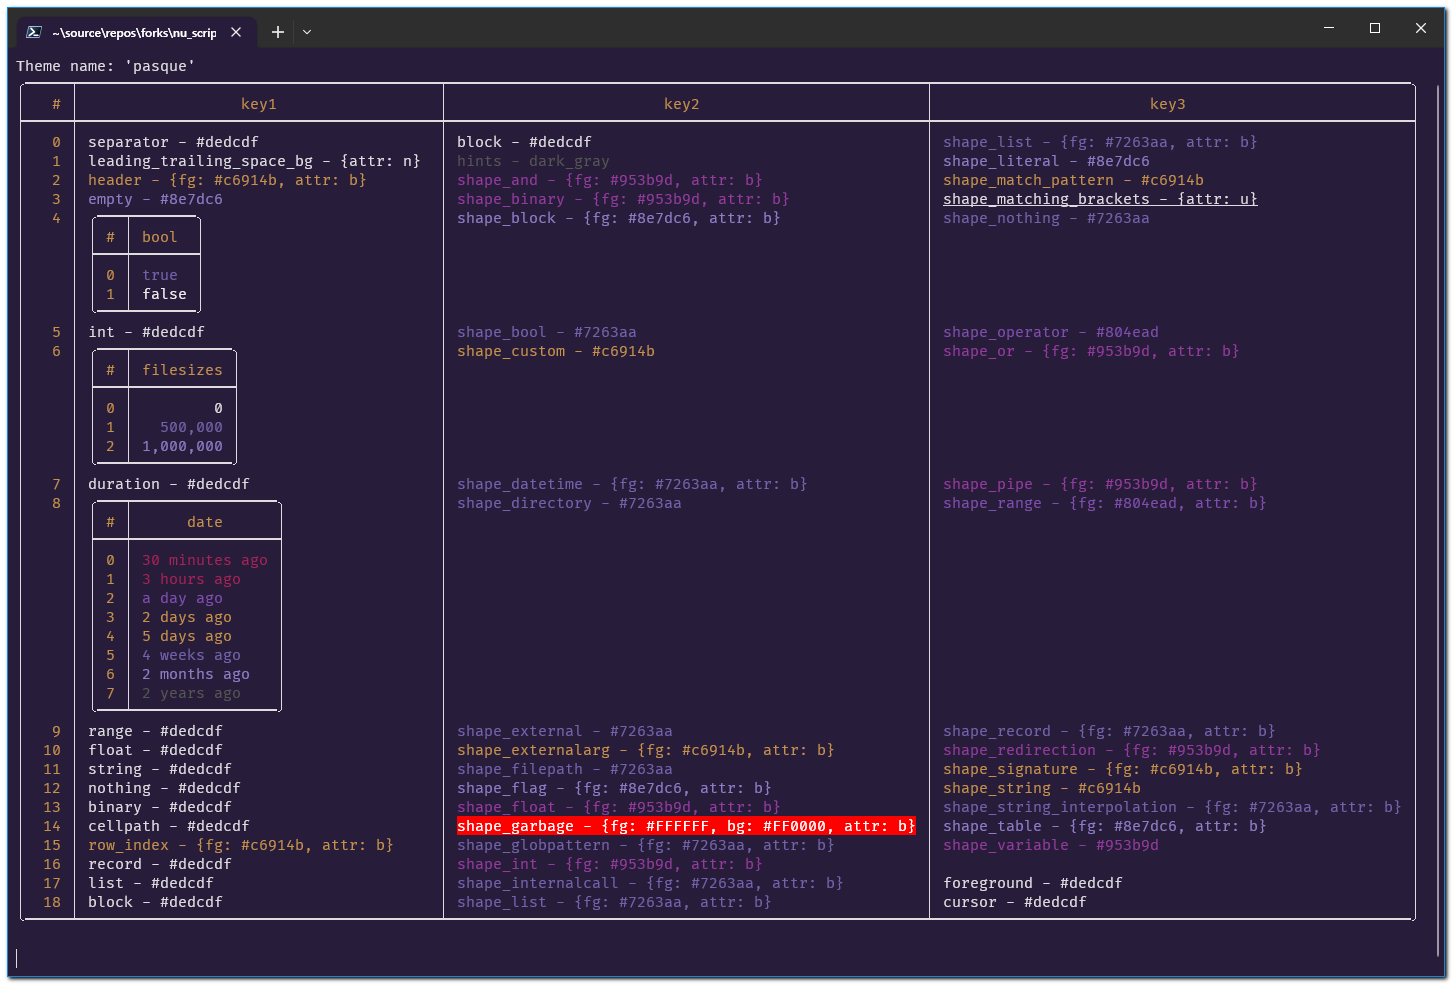 ~\source\repos\forks\nu_scrip
Theme name: 'pasque'
# key1 key2 key3
0 separator - #dedcdf block - #dedcdf shape_list - {fg: #7263aa, attr: b}
1 leading_trailing_space_bg - {attr: n} hints - dark_gray shape_literal - #8e7dc6
2 header - {fg: #c6914b, attr: b} shape_and - {fg: #953b9d, attr: b} shape_match_pattern - #c6914b
3 empty - #8e7dc6 shape_binary - {fg: #953b9d, attr: b} shape_matching_brackets - {attr: u}
4 shape_block - {fg: #8e7dc6, attr: b} shape_nothing - #7263aa
# bool
0 true
1 false
5 int - #dedcdf shape_bool - #7263aa shape_operator - #804ead
6 shape_custom - #c6914b shape_or - {fg: #953b9d, attr: b}
# filesizes
0 0
1 500,000
2 1,000,000
7 duration - #dedcdf shape_datetime - {fg: #7263aa, attr: b} shape_pipe - {fg: #953b9d, attr: b}
8 shape_directory - #7263aa shape_range - {fg: #804ead, attr: b}
# date
0 30 minutes ago
1 3 hours ago
2 a day ago
3 2 days ago
4 5 days ago
5 4 weeks ago
6 2 months ago
7 2 years ago
9 range - #dedcdf shape_external - #7263aa shape_record - {fg: #7263aa, attr: b}
10 float - #dedcdf shape_externalarg - {fg: #c6914b, attr: b} shape_redirection - {fg: #953b9d, attr: b}
11 string - #dedcdf shape_filepath - #7263aa shape_signature - {fg: #c6914b, attr: b}
12 nothing - #dedcdf shape_flag - {fg: #8e7dc6, attr: b} shape_string - #c6914b
13 binary - #dedcdf shape_float - {fg: #953b9d, attr: b} shape_string_interpolation - {fg: #7263aa, attr: b}
14 cellpath - #dedcdf shape_garbage - {fg: #FFFFFF, bg: #FF0000, attr: b} shape_table - {fg: #8e7dc6, attr: b}
15 row_index - {fg: #c6914b, attr: b} shape_globpattern - {fg: #7263aa, attr: b} shape_variable - #953b9d
16 record - #dedcdf shape_int - {fg: #953b9d, attr: b}
17 list - #dedcdf shape_internalcall - {fg: #7263aa, attr: b} foreground - #dedcdf
18 block - #dedcdf shape_list - {fg: #7263aa, attr: b} cursor - #dedcdf